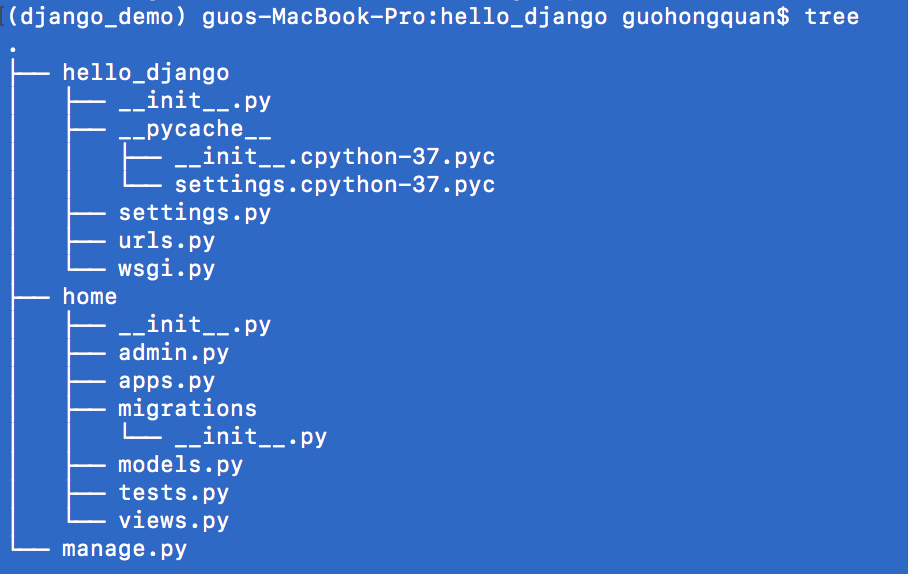 (django_demo) guos-MacBook-Pro:hello_django guohongquan$ tree
.
├── hello_django
│   ├── __init__.py
│   ├── __pycache__
│   │   ├── __init__.cpython-37.pyc
│   │   └── settings.cpython-37.pyc
│   ├── settings.py
│   ├── urls.py
│   └── wsgi.py
├── home
│   ├── __init__.py
│   ├── admin.py
│   ├── apps.py
│   ├── migrations
│   │   └── __init__.py
│   ├── models.py
│   ├── tests.py
│   └── views.py
└── manage.py